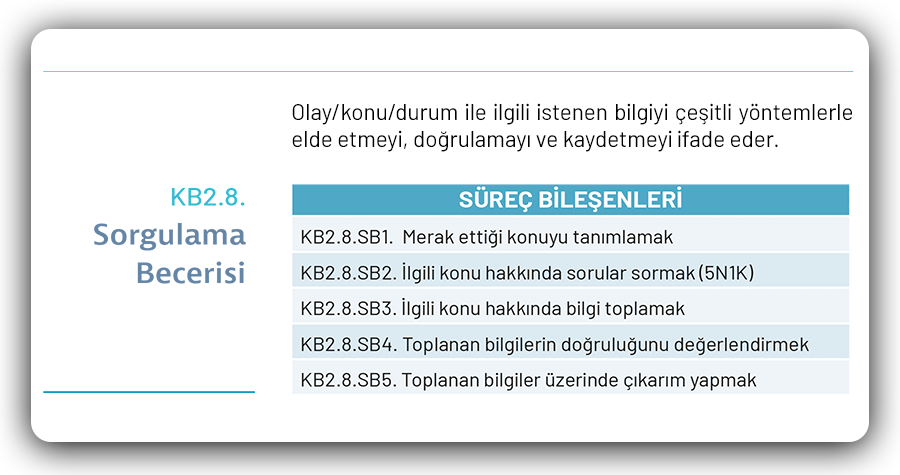 Olay/konu/durum ile ilgili istenen bilgiyi çeşitli yöntemlerle
elde etmeyi, doğrulamayı ve kaydetmeyi ifade eder.
KB2.8.
Sorgulama
Becerisi
SÜREÇ BİLEŞENLERİ
KB2.8.SB1. Merak ettiği konuyu tanımlamak
KB2.8.SB2. İlgili konu hakkında sorular sormak (5N1K)
KB2.8.SB3. İlgili konu hakkında bilgi toplamak
KB2.8.SB4. Toplanan bilgilerin doğruluğunu değerlendirmek
KB2.8.SB5. Toplanan bilgiler üzerinde çıkarım yapmak